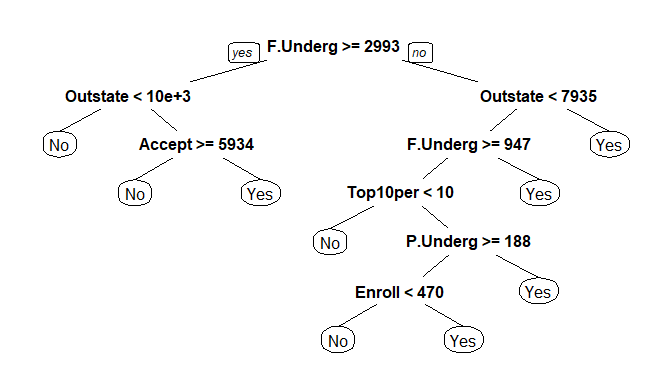 yes F.Underg >= 2993 no
Outstate < 10e+3 Outstate < 7935
No Accept >= 5934 F.Underg >= 947 Yes
No Yes Top10per < 10 Yes
No P.Underg >= 188
Enroll < 470 Yes
No Yes